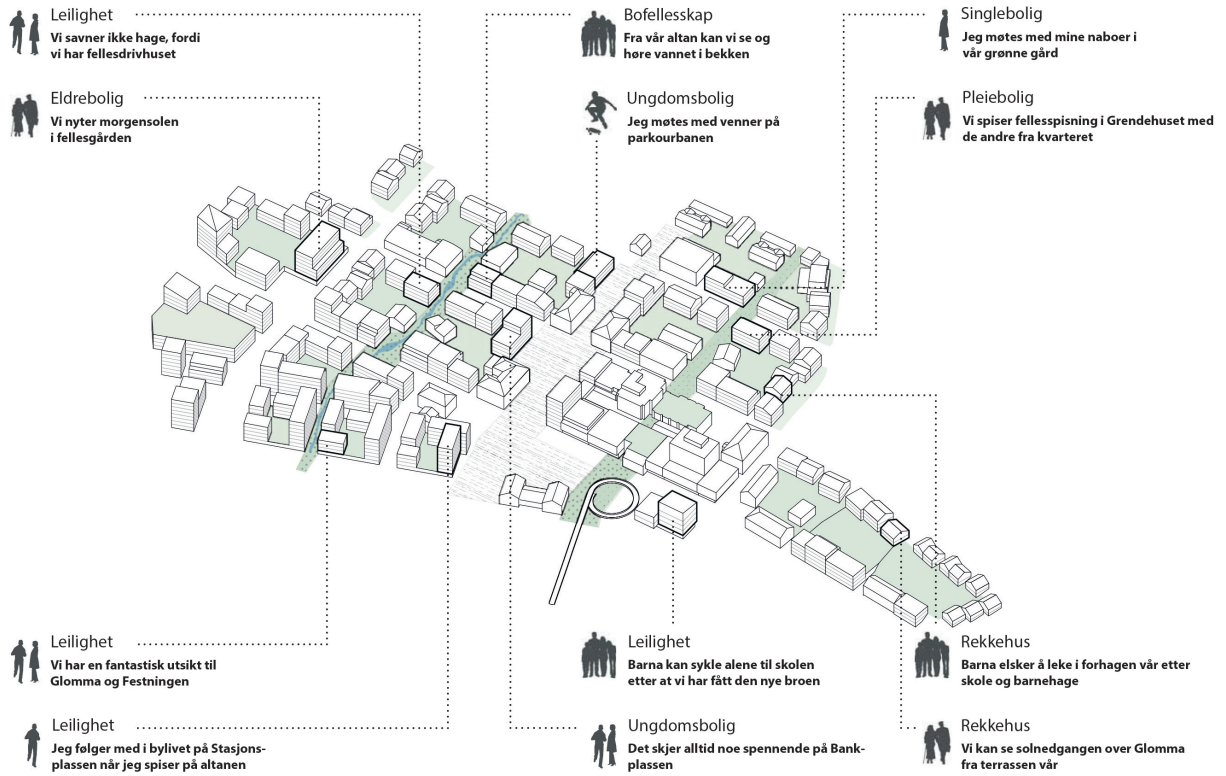 Leilighet
Vi savner ikke hage, fordi
vi har fellesdrivhuset
Bofellesskap
Fra vår altan kan vi se og
høre vannet i bekken
Singlebolig
Jeg møtes med mine naboer i
vår grønne gård
Eldrebolig
Vi nyter morgensolen
i fellesgården
Ungdomsbolig
Jeg møtes med venner på
parkourbanen
Pleiebolig
Vi spiser fellesspisning i Grendehuset med
de andre fra kvarteret
Leilighet
Vi har en fantastisk utsikt til
Glomma og Festningen
Leilighet
Barna kan sykle alene til skolen
etter at vi har fått den nye broen
Rekkehus
Barna elsker å leke i forhagen vår etter
skole og barnehage
Leilighet
Jeg følger med i bylivet på Stasjons-
plassen når jeg spiser på altanen
Ungdomsbolig
Det skjer alltid noe spennende på Bank-
plassen
Rekkehus
Vi kan se solnedgangen over Glomma
fra terrassen vår